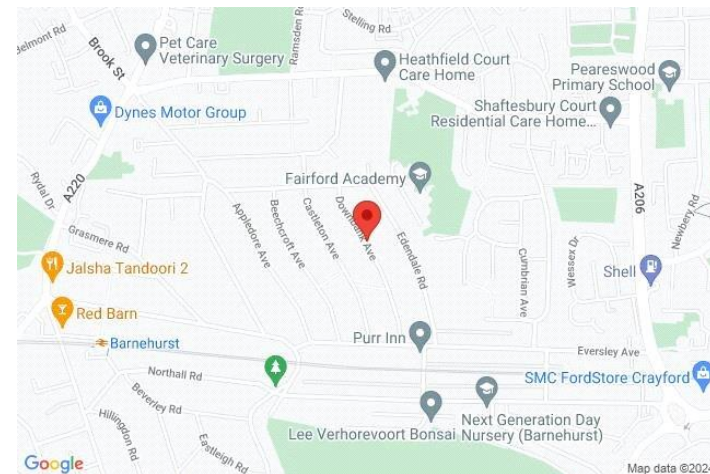 Belmont Rd
Brook St
Pet Care
Veterinary Surgery
Ramsden Rd
Stelling Rd
Heathfield Court
Care Home
Peareswood
Primary School
Shaftesbury Court
Residential Care Home...
Dynes Motor Group
Fairford Academy
A220
A206
Rydal Dr
Grasmere Rd
Appledore Ave
Beechcroft Ave
Castleton Ave
Downbank Ave
Edendale Rd
Cumbrian Ave
Wessex Dr
Newbery Rd
Shell
Jalsha Tandoori 2
Red Barn
Barnehurst
Purr Inn
Eversley Ave
Northall Rd
SMC FordStore Crayford
Beverley Rd
Hillingdon Rd
Eastleigh Rd
Lee Verhorevoort Bonsai
Next Generation Day
Nursery (Barnehurst)
Google
Map data ©202